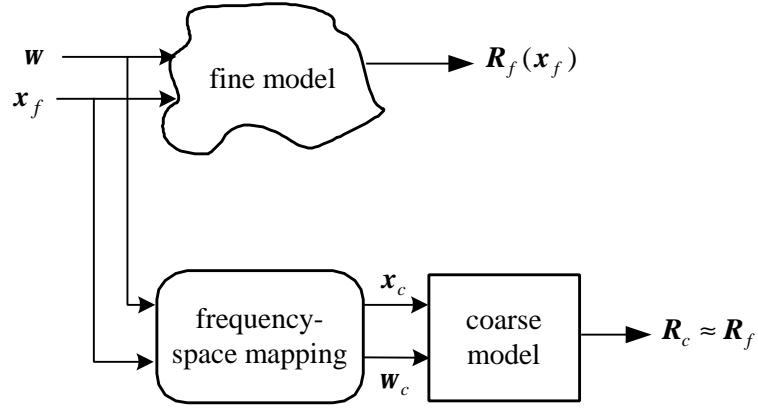 w
fine model
R_f (x_f)
x_f
frequency-
space mapping
x_c
w_c
coarse
model
R_c ≈ R_f